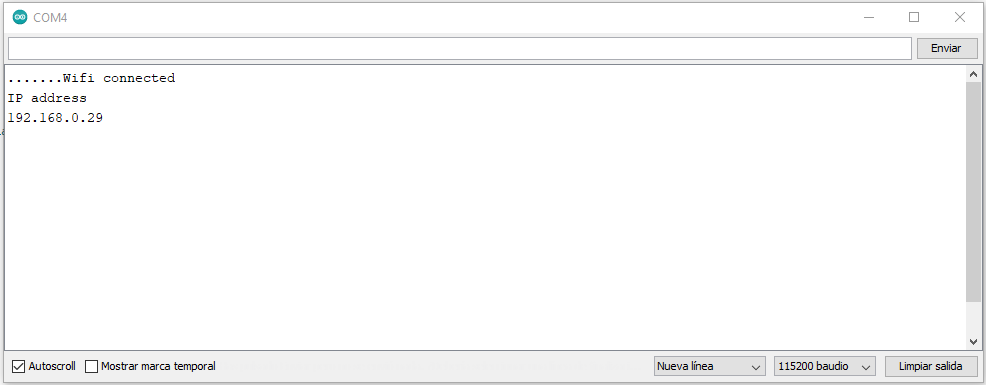 COM4
Enviar
.......Wifi connected
IP address
192.168.0.29
Autoscroll Mostrar marca temporal Nueva línea 115200 baudio Limpiar salida